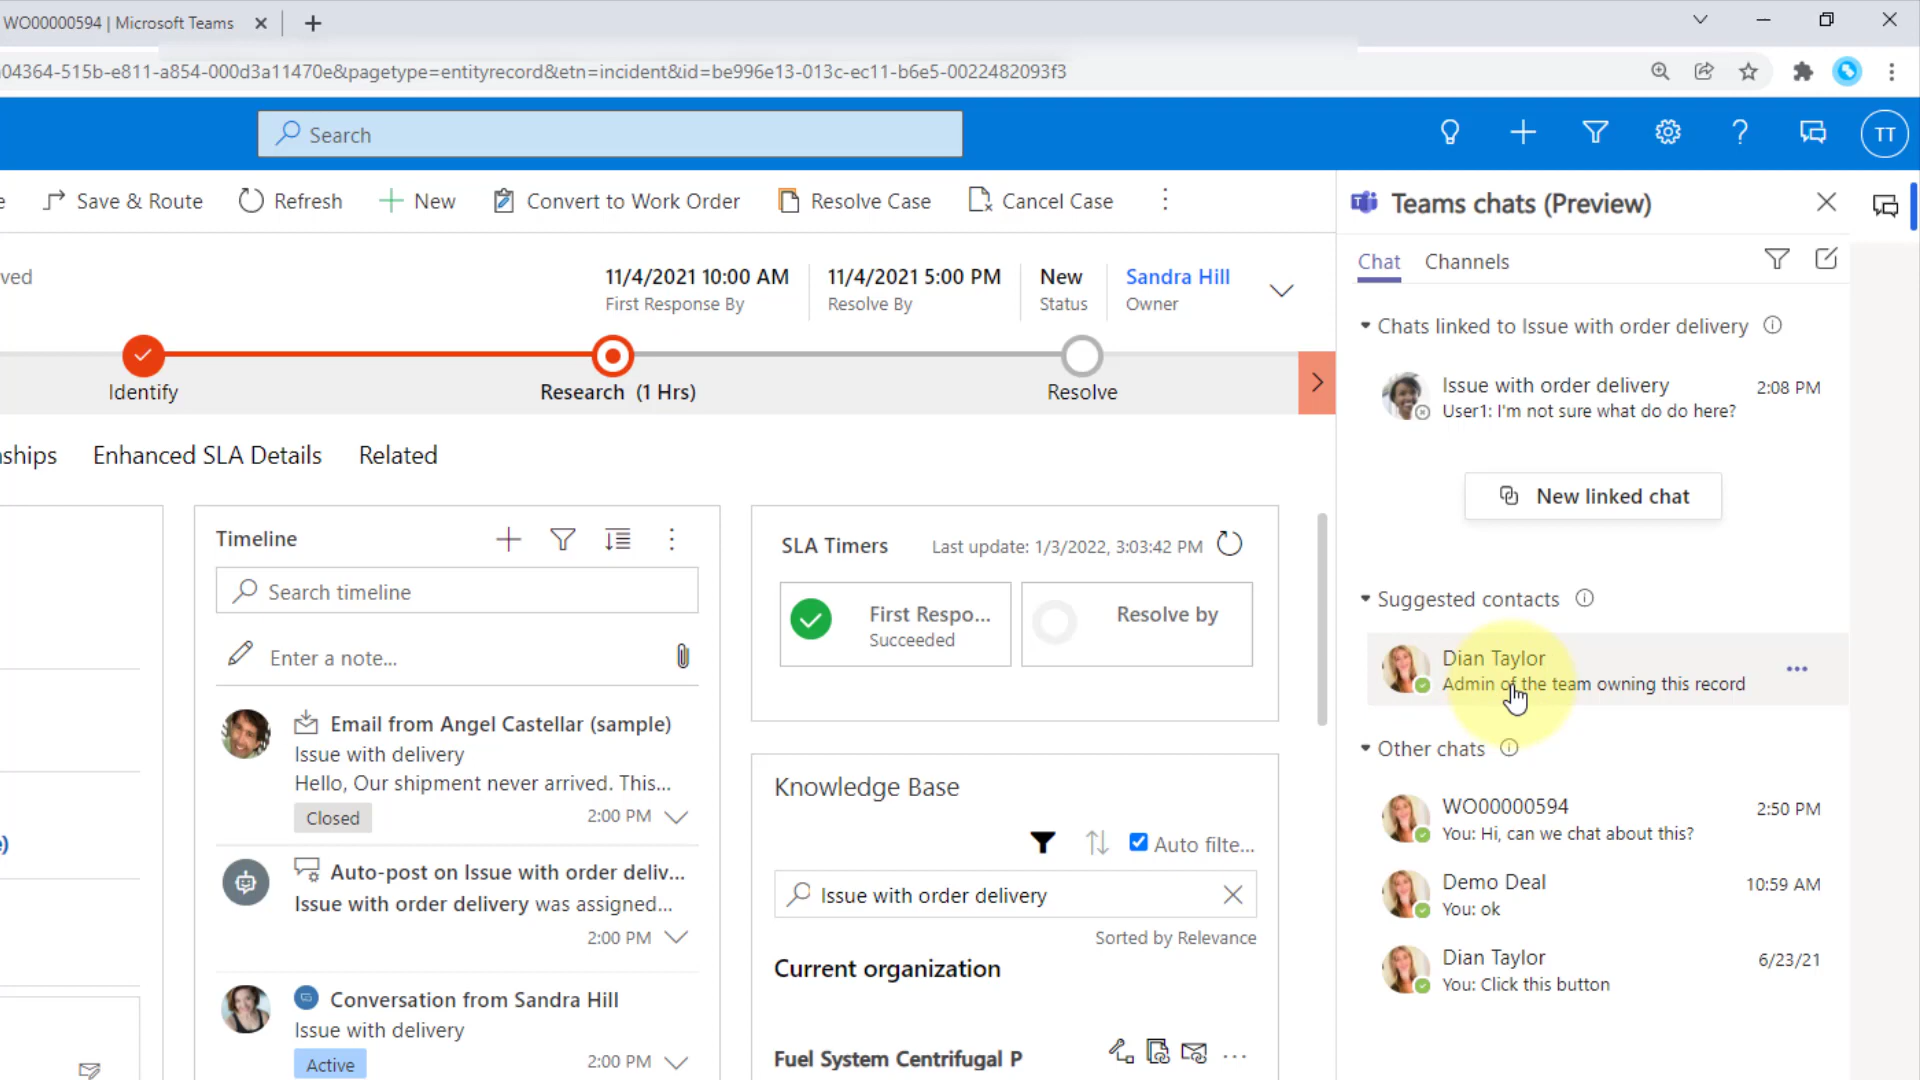 WO00000594 | Microsoft Teams
04364-515b-e811-a854-000d3a11470e&pagetype=entityrecord&etn=incident&id=be996e13-013c-ec11-b6e5-0022482093f3
Search
TT
Save & Route
Refresh
New
Convert to Work Order
Resolve Case
Cancel Case
Teams chats (Preview)
Chat
Channels
ved
11/4/2021 10:00 AM
First Response By
11/4/2021 5:00 PM
Resolve By
New
Status
Sandra Hill
Owner
Identify
Research (1 Hrs)
Resolve
ships
Enhanced SLA Details
Related
Timeline
Search timeline
Enter a note...
Email from Angel Castellar (sample)
Issue with delivery
Hello, Our shipment never arrived. This...
Closed
2:00 PM
Auto-post on Issue with order deliv...
Issue with order delivery was assigned...
2:00 PM
Conversation from Sandra Hill
Issue with delivery
Active
2:00 PM
SLA Timers
Last update: 1/3/2022, 3:03:42 PM
First Respo...
Succeeded
Resolve by
Knowledge Base
Auto filte...
Issue with order delivery
Sorted by Relevance
Current organization
Fuel System Centrifugal P
Chats linked to Issue with order delivery
Issue with order delivery
2:08 PM
User1: I'm not sure what do do here?
New linked chat
Suggested contacts
Dian Taylor
Admin of the team owning this record
Other chats
WO00000594
2:50 PM
You: Hi, can we chat about this?
Demo Deal
10:59 AM
You: ok
Dian Taylor
6/23/21
You: Click this button